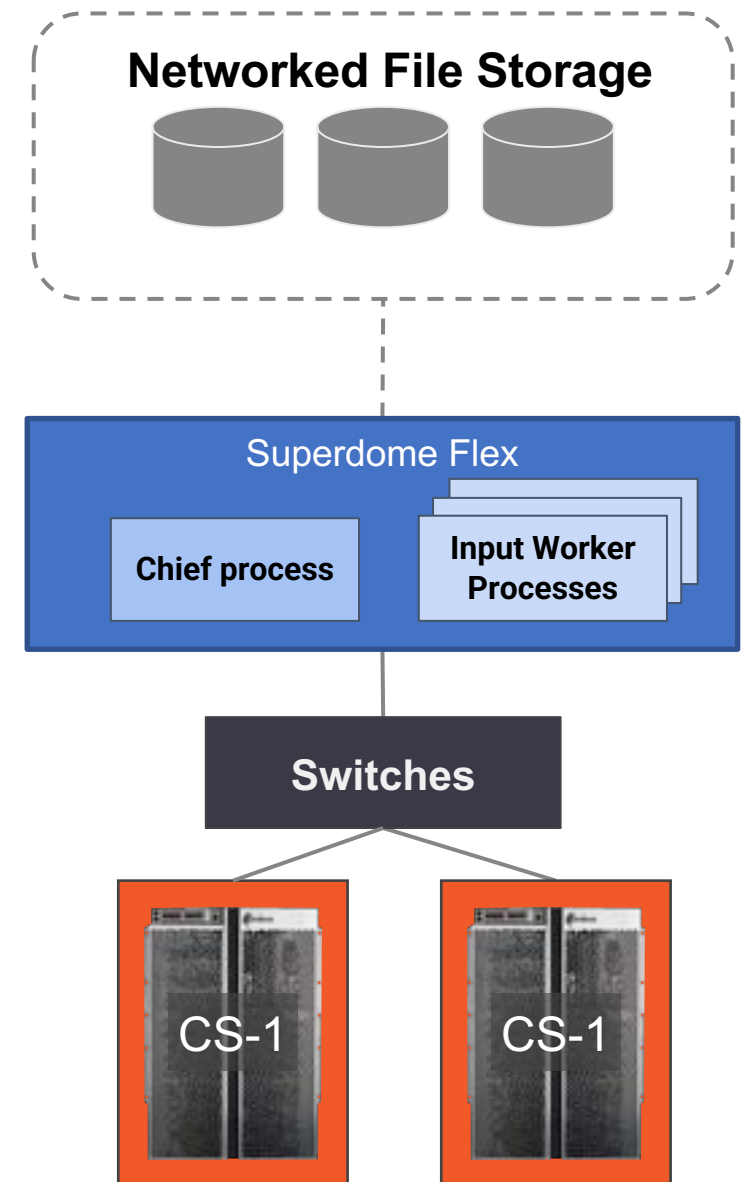 Networked File Storage
Superdome Flex
Chief process
Input Worker
Processes
Switches
CS-1
CS-1